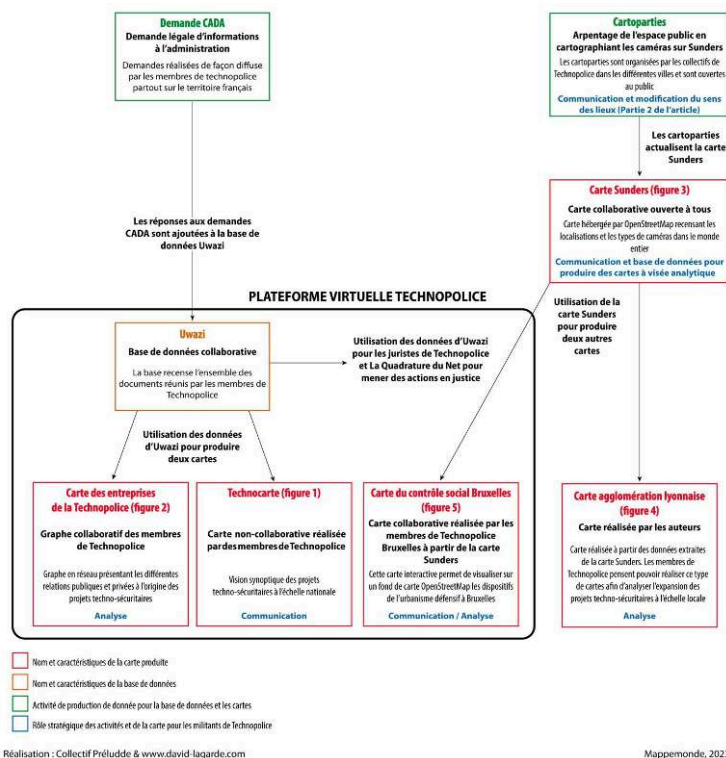 Demande CADA
Demande légale d'informations
à l'administration
Demandes réalisées de façon diffuse
par les membres de technopolice
partout sur le territoire français
Cartoparties
Arpentage de l'espace public en
cartographiant les caméras sur Sunders
Les cartoparties sont organisées par les collectifs de
Technopolice dans les différentes villes et sont ouvertes
au public
Communication et modification du sens
des lieux (Partie 2 de l'article)
Les cartoparties
actualisent la carte
Sunders
Les réponses aux demandes
CADA sont ajoutées à la base de
données Uwazi
Carte Sunders (figure 3)
Carte collaborative ouverte à tous
Carte hébergée par OpenStreetMap recensant les
localisations et les types de caméras dans le monde
entier
Communication et base de données pour
produire des cartes à visée analytique
PLATEFORME VIRTUELLE TECHNOPOLICE
Uwazi
Base de données collaborative
La base recense l'ensemble des
documents réunis par les membres de
Technopolice
Utilisation des données d'Uwazi
pour les juristes de Technopolice
et La Quadrature du Net pour
mener des actions en justice
Utilisation de la
carte Sunders
pour produire
deux autres
cartes
Utilisation des données
d'Uwazi pour produire
deux cartes
Carte des entreprises
de la Technopolice (figure 2)
Graphe collaboratif des membres
de Technopolice
Graphe en réseau présentant les différentes
relations publiques et privées à l'origine des
projets techno-sécuritaires
Analyse
Technocarte (figure 1)
Carte non-collaborative réalisée
par des membres de Technopolice
Vision synoptique des projets
techno-sécuritaires à l'échelle nationale
Communication
Carte du contrôle social Bruxelles
(figure 5)
Carte collaborative réalisée par les
membres de Technopolice
Bruxelles à partir de la carte
Sunders
Cette carte interactive permet de visualiser sur
un fond de carte OpenStreetMap les dispositifs
de l'urbanisme défensif à Bruxelles
Communication / Analyse
Carte agglomération lyonnaise
(figure 4)
Carte réalisée par les auteurs
Carte réalisée à partir des données extraites
de la carte Sunders. Les membres de
Technopolice pensent pouvoir réaliser ce type
de cartes afin d'analyser l'expansion des
projets techno-sécuritaires à l'échelle locale
Analyse
Nom et caractéristiques de la carte produite
Nom et caractéristiques de la base de données
Activité de production de donnée pour la base de donnée et les cartes
Rôle stratégique des activités et de la carte pour les militants de Technopolice
Réalisation : Collectif Préludde & www.david-lagarde.com
Mappemonde, 2023